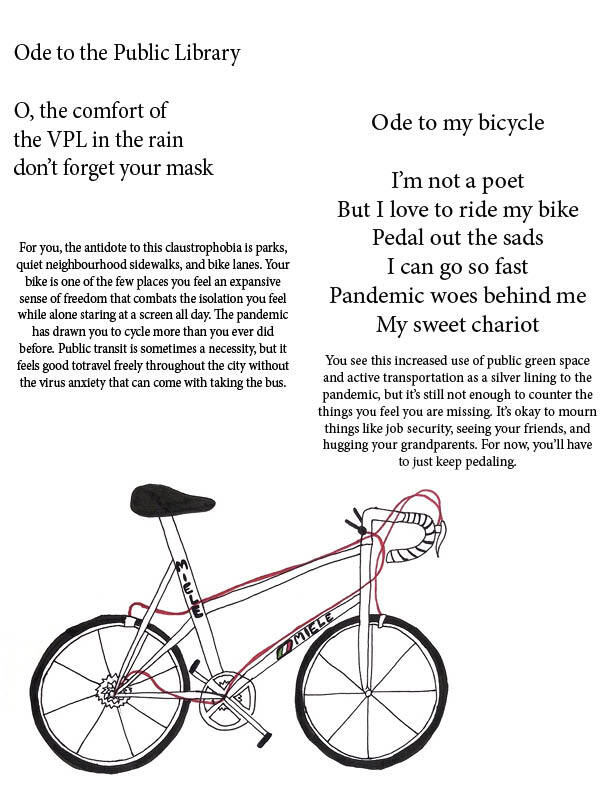 Ode to the Public Library
O, the comfort of
the VPL in the rain
don't forget your mask
For you, the antidote to this claustrophobia is parks,
quiet neighbourhood sidewalks, and bike lanes. Your
bike is one of the few places you feel an expansive
sense of freedom that combats the isolation you feel
while alone staring at a screen all day. The pandemic
has drawn you to cycle more than you ever did
before. Public transit is sometimes a necessity, but it
feels good totravel freely throughout the city without
the virus anxiety that can come with taking the bus.
Ode to my bicycle
I'm not a poet
But I love to ride my bike
Pedal out the sads
I can go so fast
Pandemic woes behind me
My sweet chariot
You see this increased use of public green space
and active transportation as a silver lining to the
pandemic, but it's still not enough to counter the
things you feel you are missing. It's okay to mourn
things like job security, seeing your friends, and
hugging your grandparents. For now, you'll have
to just keep pedaling.
MIELE
MIELE